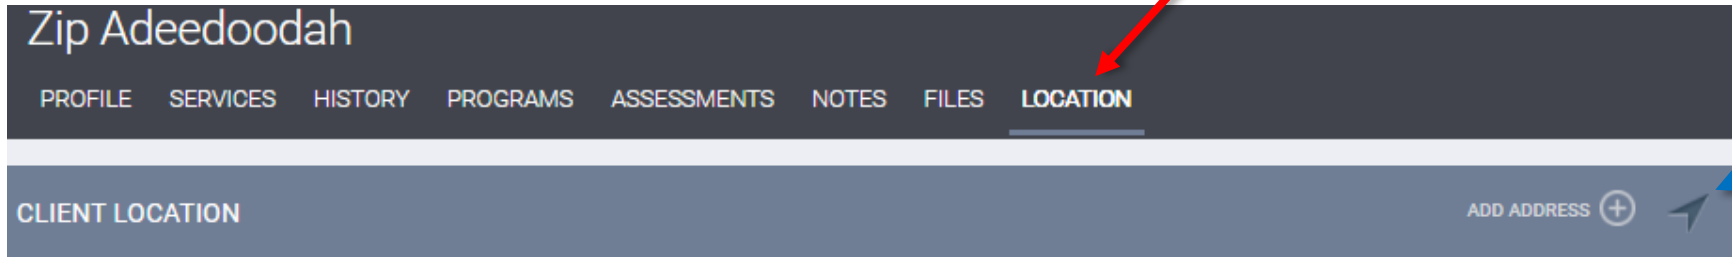 Zip Adeedoodah
PROFILE SERVICES HISTORY PROGRAMS ASSESSMENTS NOTES FILES LOCATION
CLIENT LOCATION ADD ADDRESS